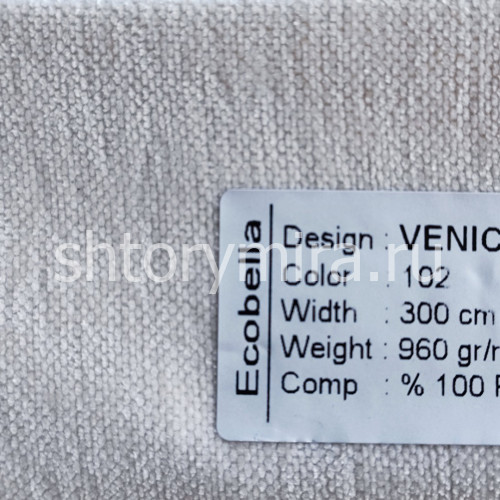 Ecobella
Design : VENIC
Color : 102
Width : 300 cm
Weight : 960 gr/r
Comp : % 100 P
shtorymira.ru